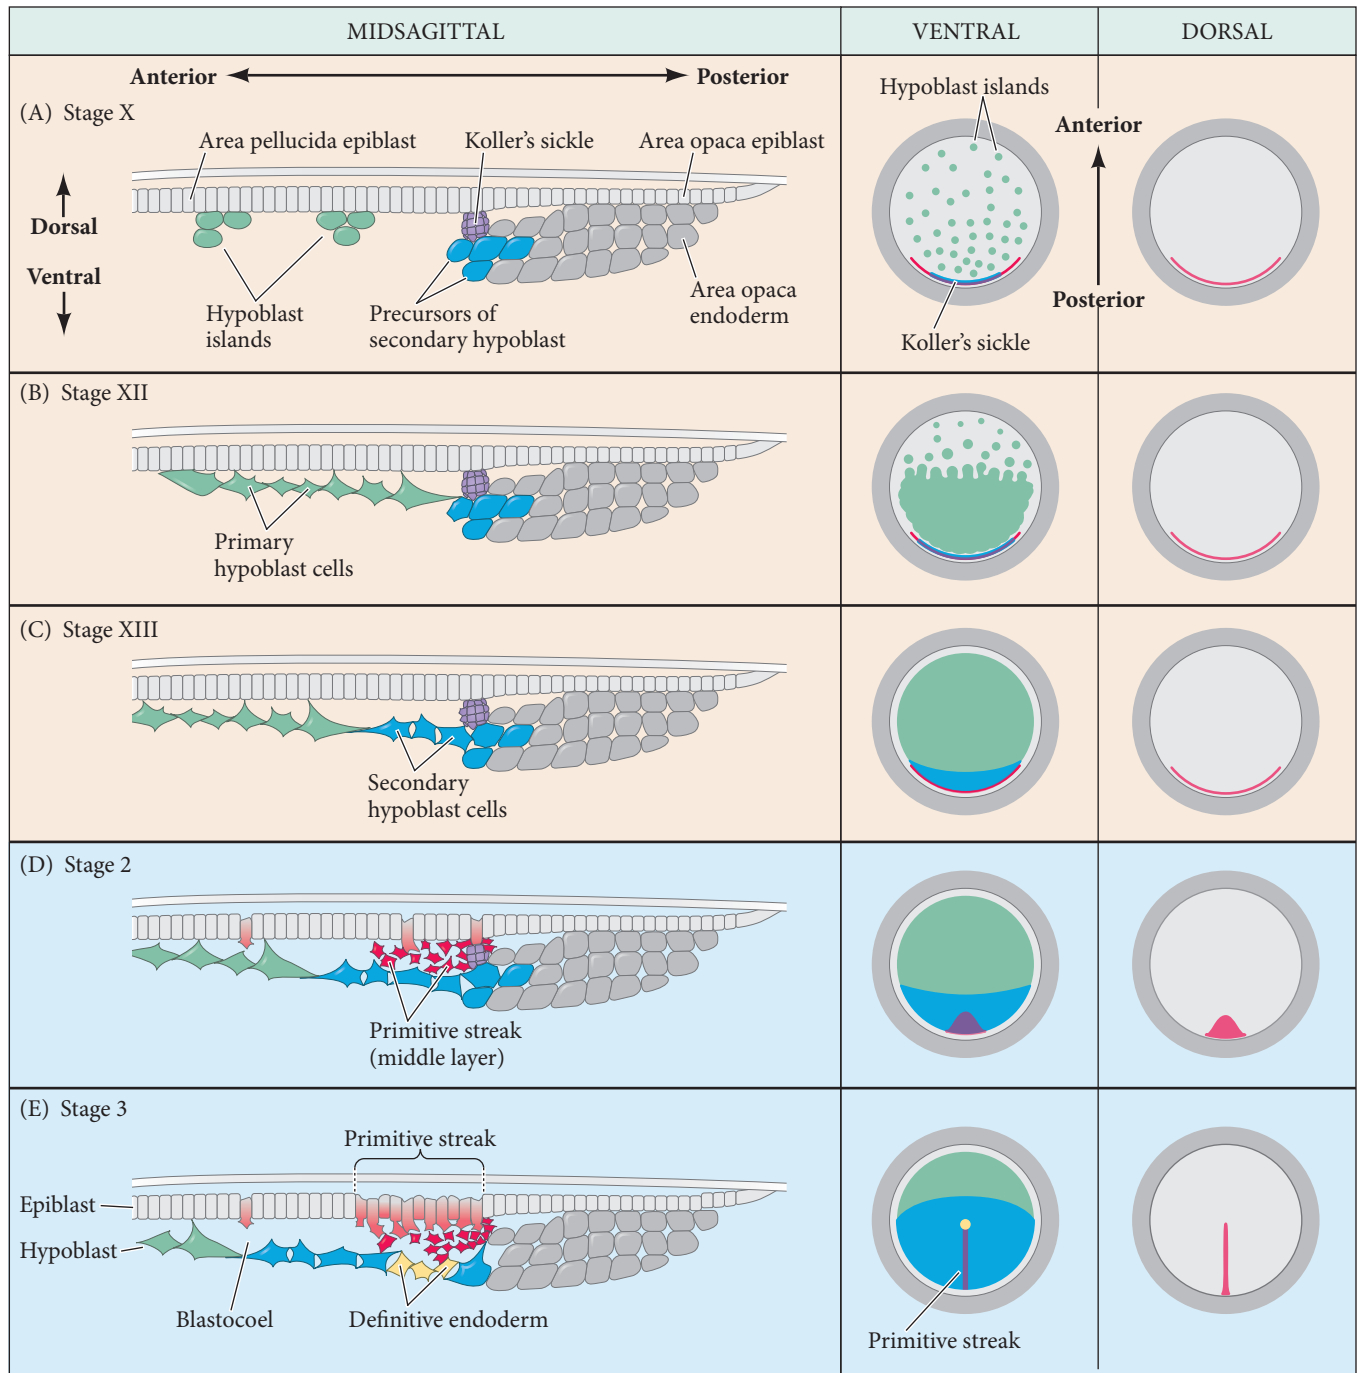 MIDSAGITTAL
VENTRAL
DORSAL
Anterior
Posterior
(A) Stage X
Area pellucida epiblast
Koller's sickle
Area opaca epiblast
Dorsal
Ventral
Hypoblast
islands
Precursors of
secondary hypoblast
Area opaca
endoderm
Hypoblast islands
Anterior
Posterior
Koller's sickle
(B) Stage XII
Primary
hypoblast cells
(C) Stage XIII
Secondary
hypoblast cells
(D) Stage 2
Primitive streak
(middle layer)
(E) Stage 3
Primitive streak
Epiblast
Hypoblast
Blastocoel
Definitive endoderm
Primitive streak